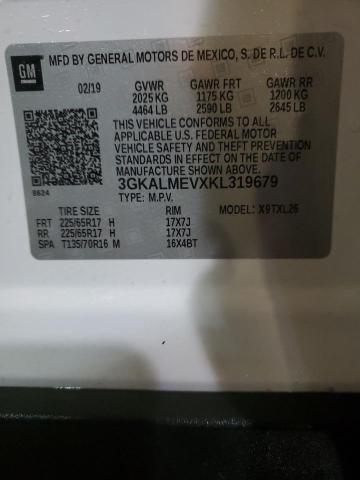 GM MFD BY GENERAL MOTORS DE MEXICO, S. DE R.L. DE C.V.
02/19 GVWR GAWR FRT GAWR RR
2025 KG 1175 KG 1200 KG
4464 LB 2590 LB 2645 LB
THIS VEHICLE CONFORMS TO ALL
APPLICABLE U.S. FEDERAL MOTOR
VEHICLE SAFETY AND THEFT
PREVENTION STANDARDS IN EFFECT
ON THE DATE OF MANUFACTURE
SHOWN ABOVE.
3GKALMEVXKL319679
8624 TYPE: M.P.V.
TIRE SIZE RIM MODEL: X9TXL26
FRT 225/65R17 H 17X7J
RR 225/65R17 H 17X7J
SPA T135/70R16 M 16X4BT